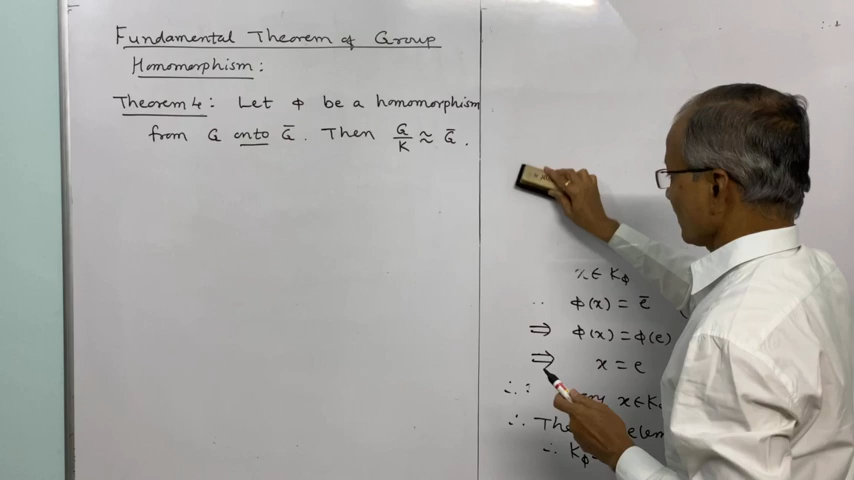 Fundamental Theorem of Group
Homomorphism:
Theorem 4: Let φ be a homomorphism
from G onto Ḡ. Then G/K ≈ Ḡ.
x ∈ Kφ
∴ φ(x) = ē
⇒ φ(x) = φ(e)
⇒ x = e
∴ x∈K
∴ The elem
∴ Kφ